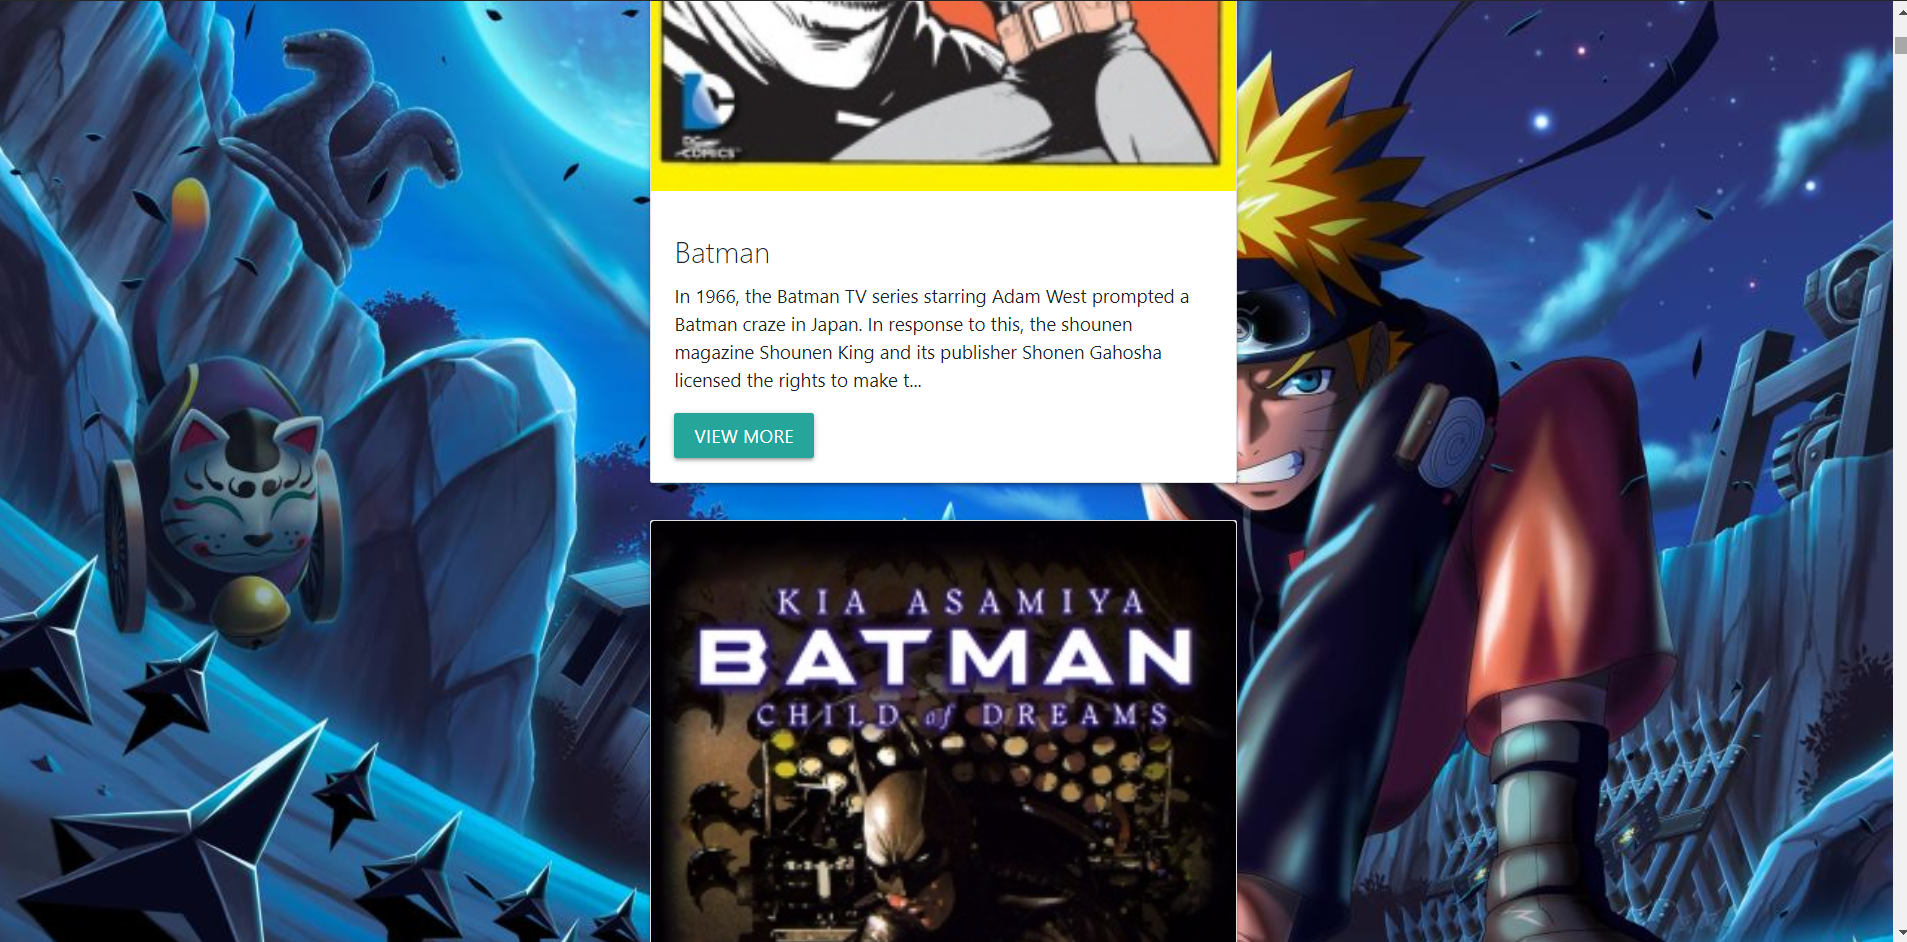 DC
DC
COMICS™
Batman
In 1966, the Batman TV series starring Adam West prompted a
Batman craze in Japan. In response to this, the shounen
magazine Shounen King and its publisher Shonen Gahosha
licensed the rights to make t...
VIEW MORE
KIA ASAMIYA
BATMAN
CHILD of DREAMS